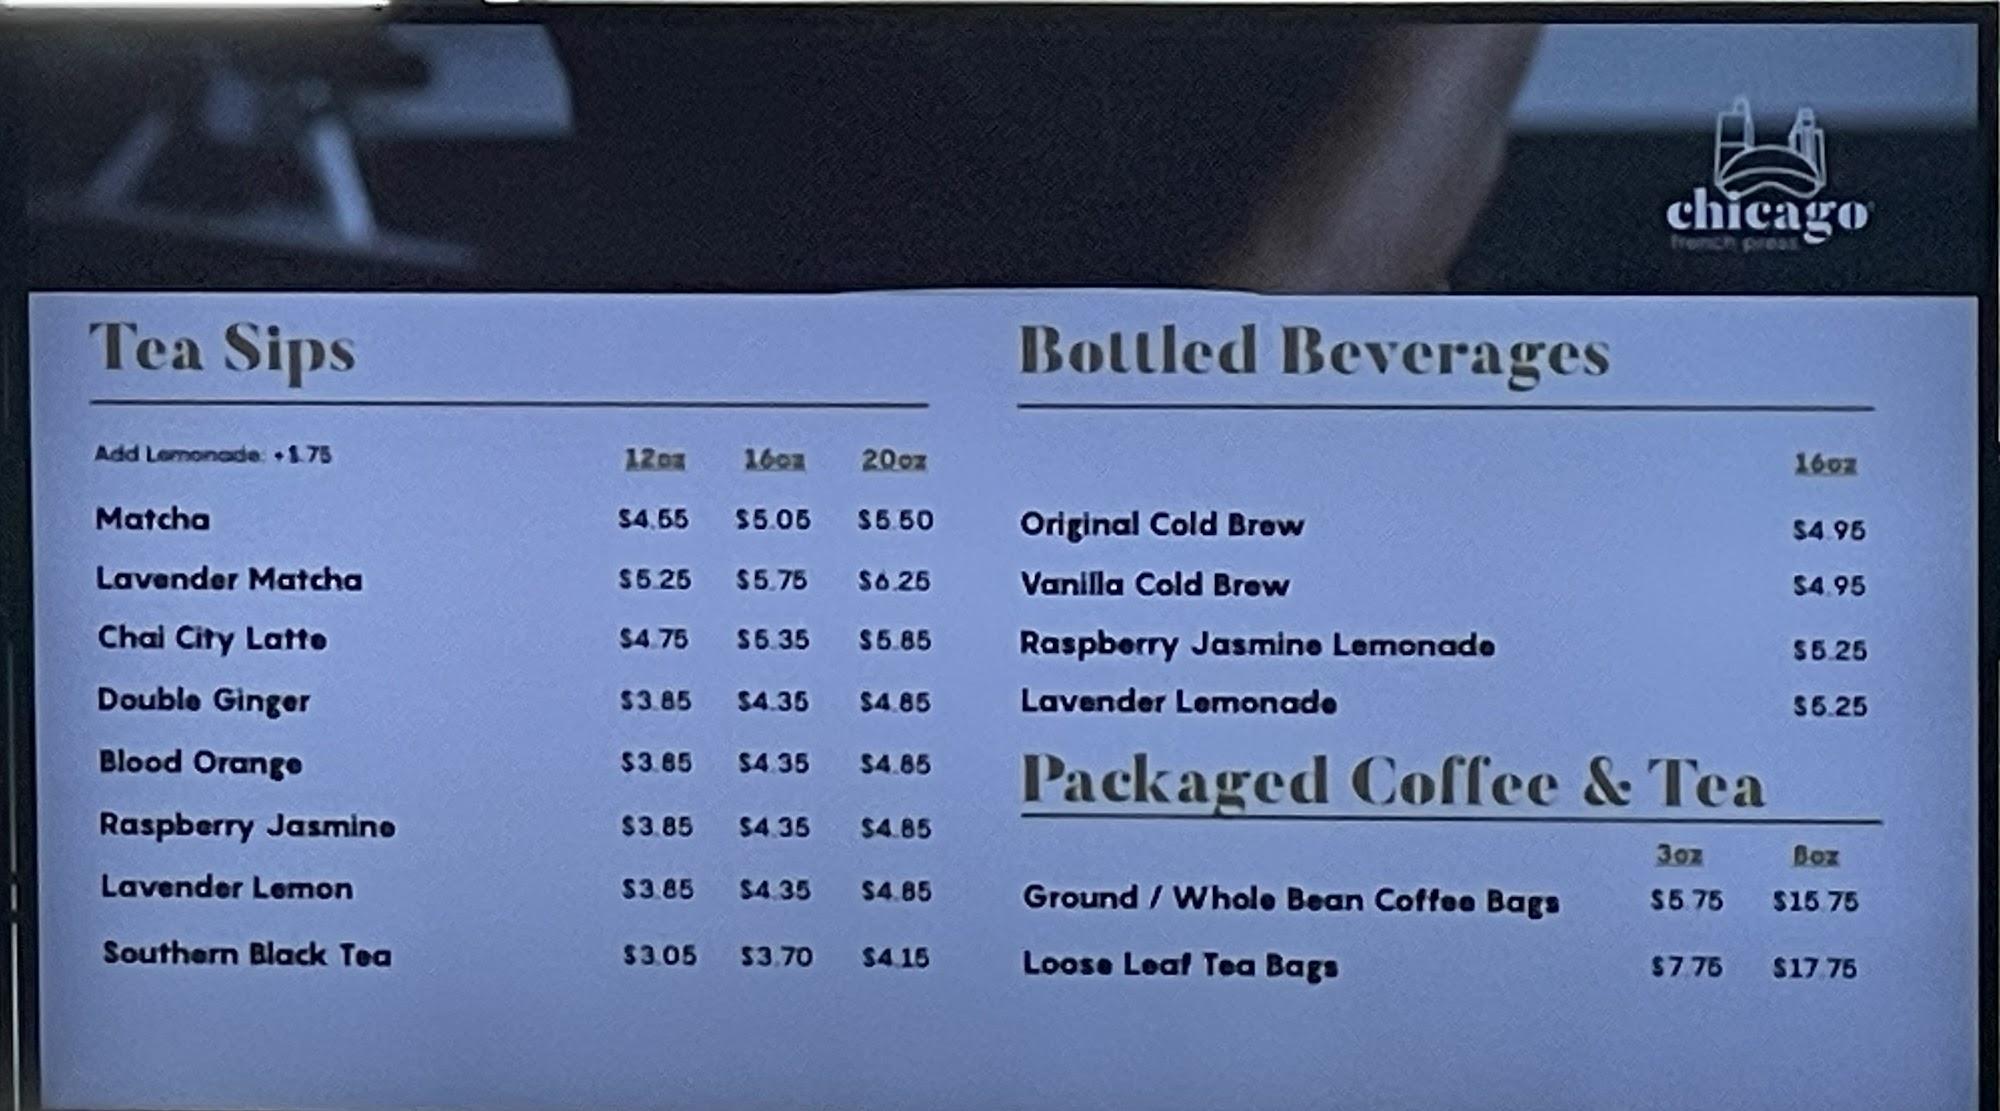 chicago
french press
Tea Sips
Add Lemonade: +$.75
12oz 16oz 20oz
Matcha $4.55 $5.05 $5.50
Lavender Matcha $5.25 $5.75 $6.25
Chai City Latte $4.75 $5.35 $5.85
Double Ginger $3.85 $4.35 $4.85
Blood Orange $3.85 $4.35 $4.85
Raspberry Jasmine $3.85 $4.35 $4.85
Lavender Lemon $3.85 $4.35 $4.85
Southern Black Tea $3.05 $3.70 $4.15
Bottled Beverages
16oz
Original Cold Brew $4.95
Vanilla Cold Brew $4.95
Raspberry Jasmine Lemonade $5.25
Lavender Lemonade $5.25
Packaged Coffee & Tea
3oz 8oz
Ground / Whole Bean Coffee Bags $5.75 $15.75
Loose Leaf Tea Bags $7.75 $17.75